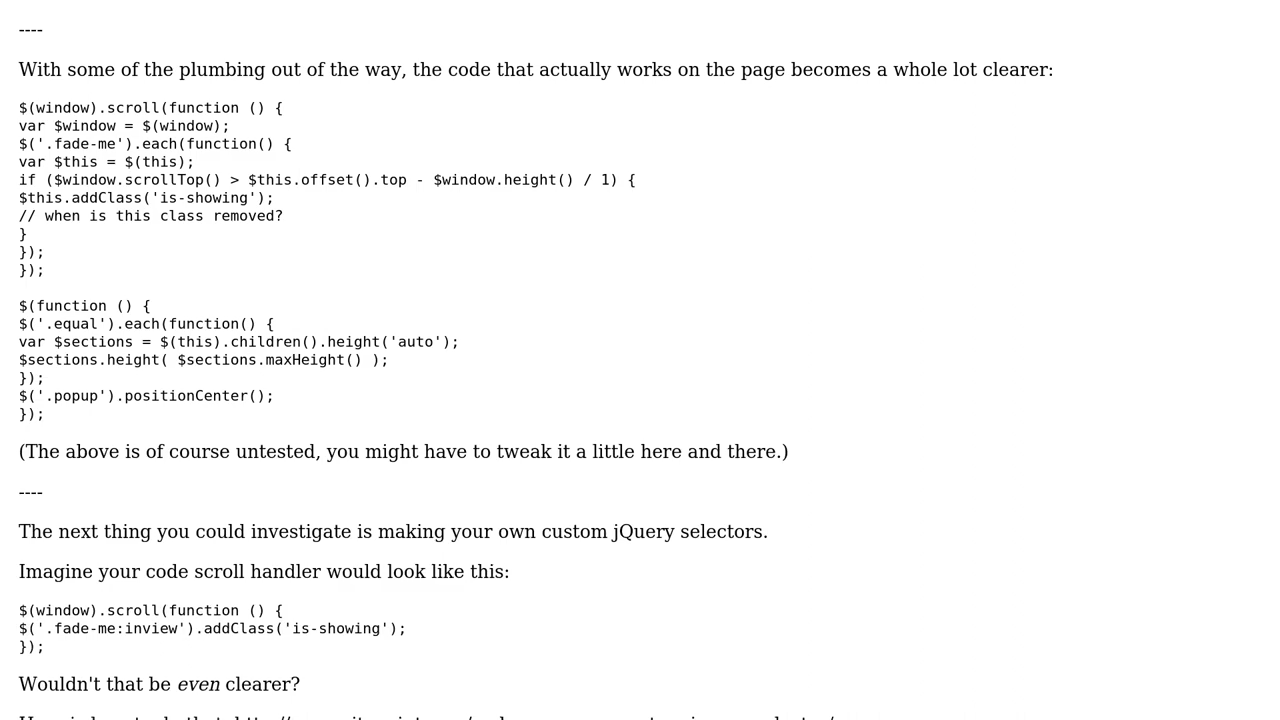 ----
With some of the plumbing out of the way, the code that actually works on the page becomes a whole lot clearer:
$(window).scroll(function () {
var $window = $(window);
$('.fade-me').each(function() {
var $this = $(this);
if ($window.scrollTop() > $this.offset().top - $window.height() / 1) {
$this.addClass('is-showing');
// when is this class removed?
}
});
});
$(function () {
$('.equal').each(function() {
var $sections = $(this).children().height('auto');
$sections.height( $sections.maxHeight() );
});
$('.popup').positionCenter();
});
(The above is of course untested, you might have to tweak it a little here and there.)
----
The next thing you could investigate is making your own custom jQuery selectors.
Imagine your code scroll handler would look like this:
$(window).scroll(function () {
$('.fade-me:inview').addClass('is-showing');
});
Wouldn't that be even clearer?